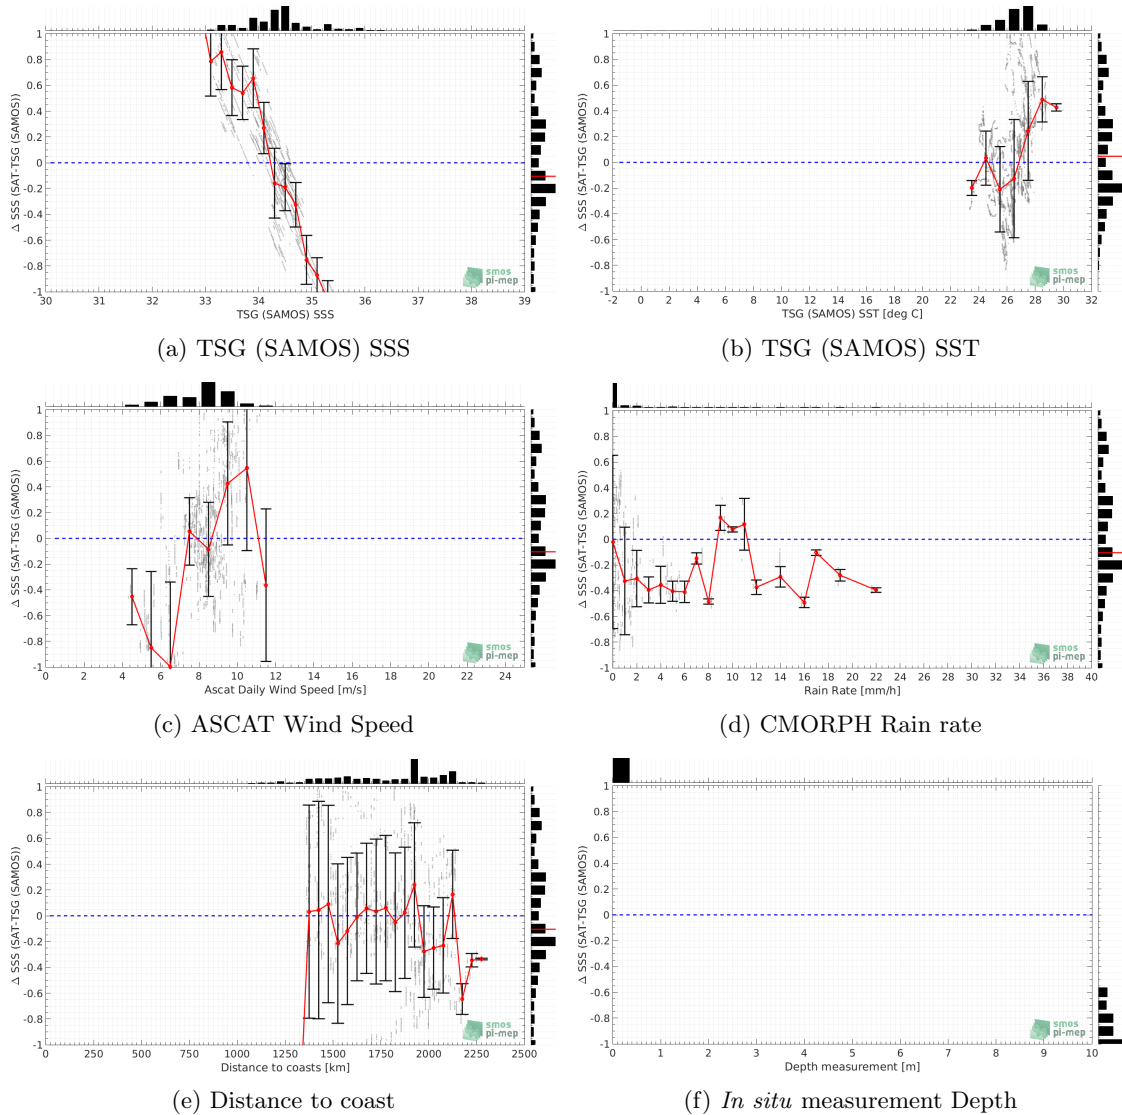 Δ SSS (SAT-TSG (SAMOS))
1
0.8
0.6
0.4
0.2
0
-0.2
-0.4
-0.6
-0.8
-1
30 31 32 33 34 35 36 37 38 39
TSG (SAMOS) SSS
smos
pi-mep
(a) TSG (SAMOS) SSS
Δ SSS (SAT-TSG (SAMOS))
1
0.8
0.6
0.4
0.2
0
-0.2
-0.4
-0.6
-0.8
-1
-2 0 2 4 6 8 10 12 14 16 18 20 22 24 26 28 30 32
TSG (SAMOS) SST [deg C]
smos
pi-mep
(b) TSG (SAMOS) SST
Δ SSS (SAT-TSG (SAMOS))
1
0.8
0.6
0.4
0.2
0
-0.2
-0.4
-0.6
-0.8
-1
0 2 4 6 8 10 12 14 16 18 20 22 24
Ascat Daily Wind Speed [m/s]
smos
pi-mep
(c) ASCAT Wind Speed
Δ SSS (SAT-TSG (SAMOS))
1
0.8
0.6
0.4
0.2
0
-0.2
-0.4
-0.6
-0.8
-1
0 2 4 6 8 10 12 14 16 18 20 22 24 26 28 30 32 34 36 38 40
Rain Rate [mm/h]
smos
pi-mep
(d) CMORPH Rain rate
Δ SSS (SAT-TSG (SAMOS))
1
0.8
0.6
0.4
0.2
0
-0.2
-0.4
-0.6
-0.8
-1
0 250 500 750 1000 1250 1500 1750 2000 2250 2500
Distance to coasts [km]
smos
pi-mep
(e) Distance to coast
Δ SSS (SAT-TSG (SAMOS))
1
0.8
0.6
0.4
0.2
0
-0.2
-0.4
-0.6
-0.8
-1
0 1 2 3 4 5 6 7 8 9 10
Depth measurement [m]
smos
pi-mep
(f) In situ measurement Depth